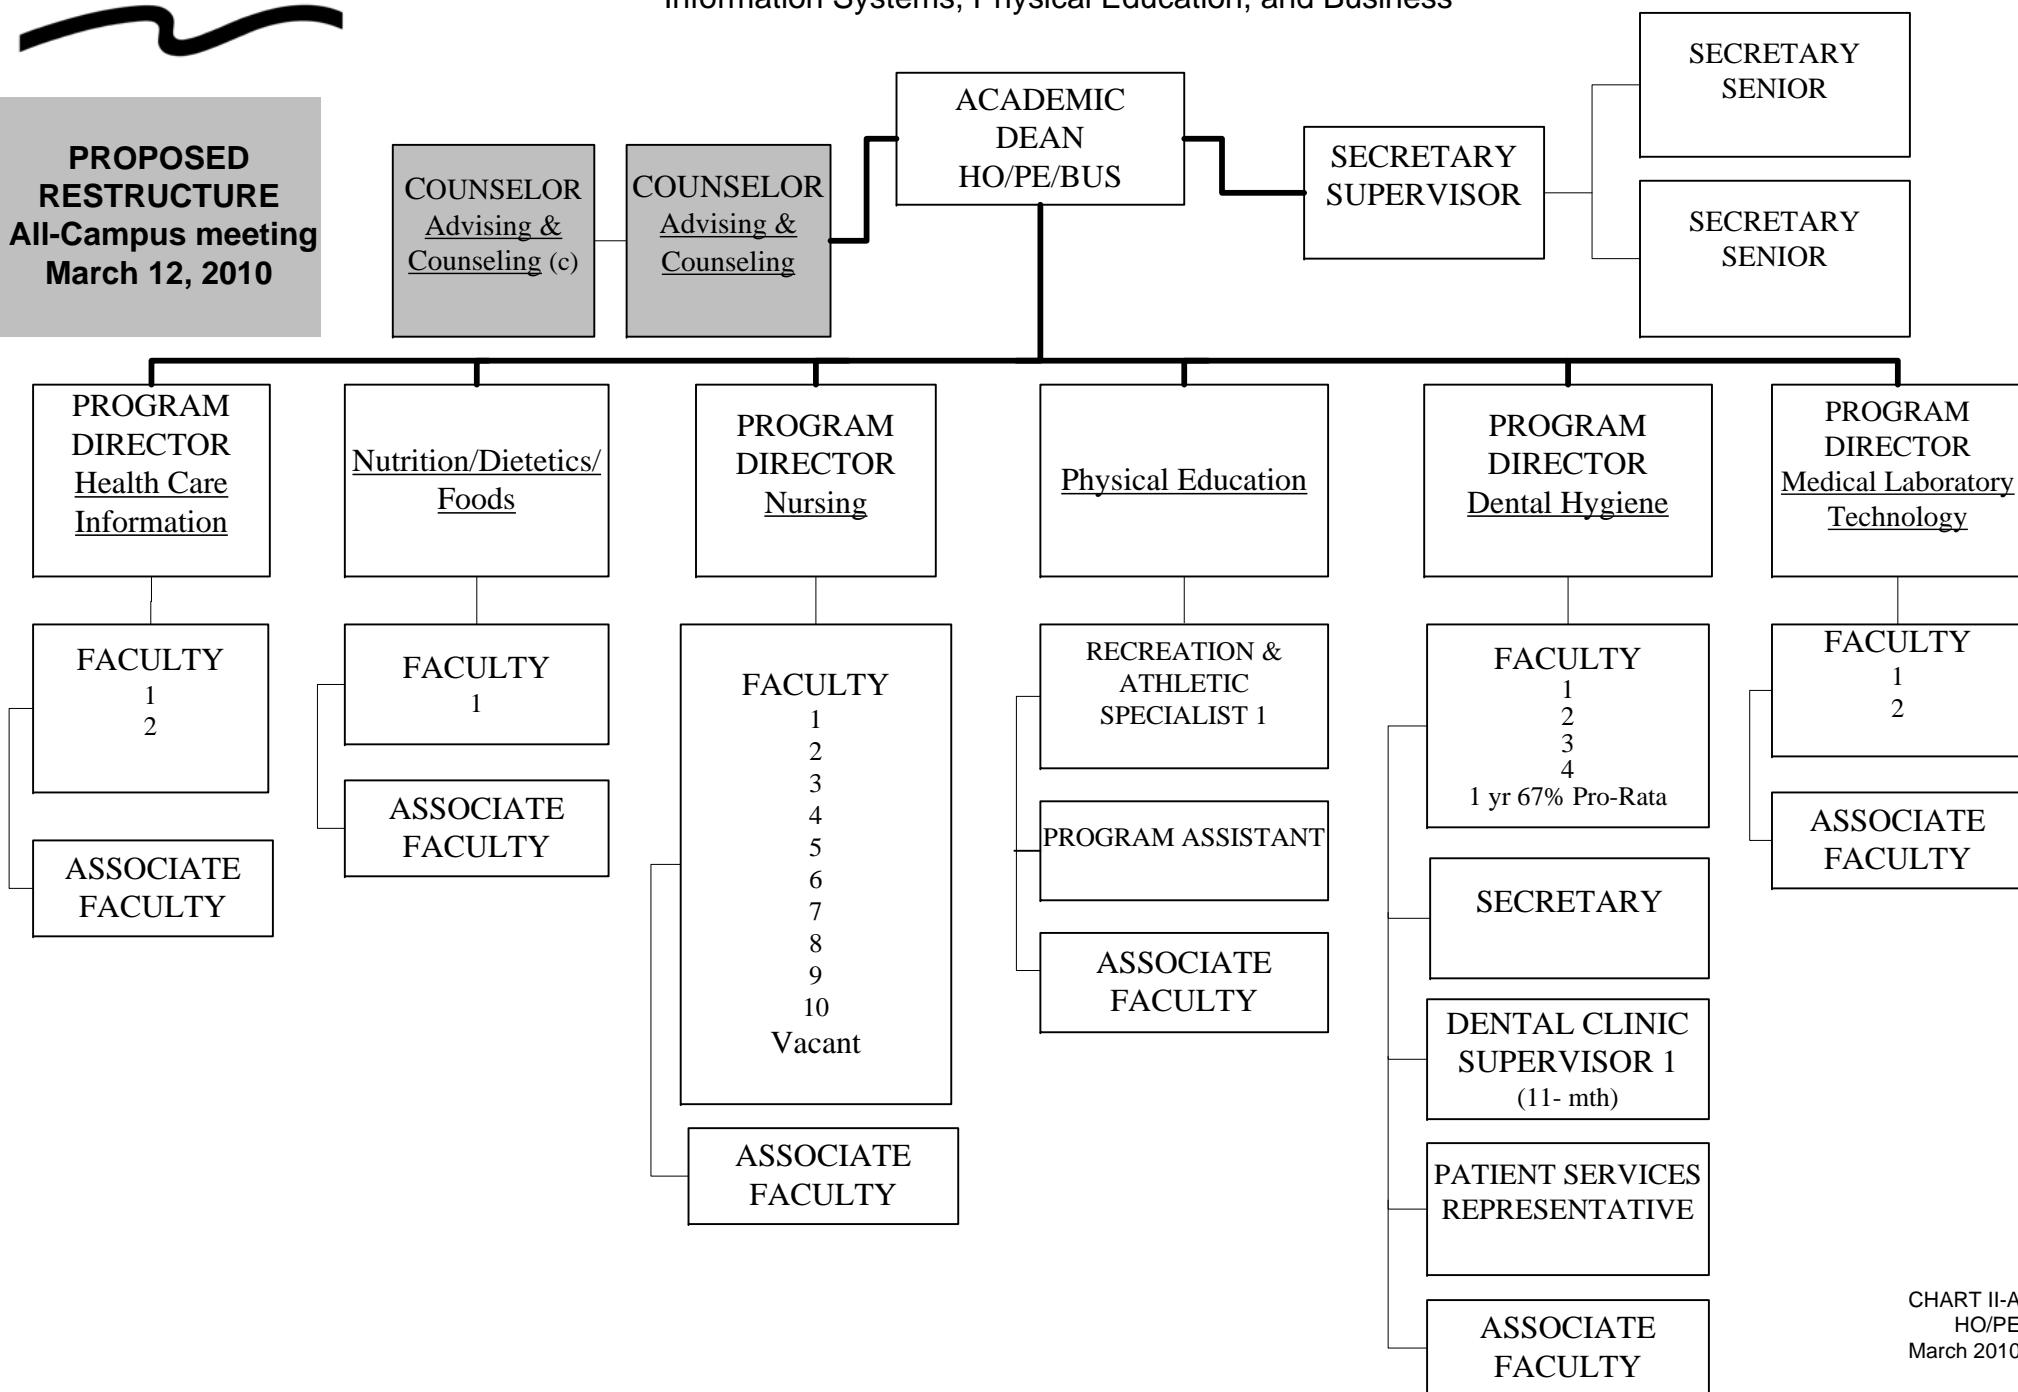 Information Systems, Physical Education, and Business
PROPOSED
RESTRUCTURE
All-Campus meeting
March 12, 2010
COUNSELOR
Advising &
Counseling (c)
COUNSELOR
Advising &
Counseling
ACADEMIC
DEAN
HO/PE/BUS
SECRETARY
SUPERVISOR
SECRETARY
SENIOR
SECRETARY
SENIOR
PROGRAM
DIRECTOR
Health Care
Information
Nutrition/Dietetics/
Foods
PROGRAM
DIRECTOR
Nursing
Physical Education
PROGRAM
DIRECTOR
Dental Hygiene
PROGRAM
DIRECTOR
Medical Laboratory
Technology
FACULTY
1
2
ASSOCIATE
FACULTY
FACULTY
1
ASSOCIATE
FACULTY
FACULTY
1
2
3
4
5
6
7
8
9
10
Vacant
ASSOCIATE
FACULTY
RECREATION &
ATHLETIC
SPECIALIST 1
PROGRAM ASSISTANT
ASSOCIATE
FACULTY
FACULTY
1
2
3
4
1 yr 67% Pro-Rata
SECRETARY
DENTAL CLINIC
SUPERVISOR 1
(11- mth)
PATIENT SERVICES
REPRESENTATIVE
ASSOCIATE
FACULTY
FACULTY
1
2
ASSOCIATE
FACULTY
CHART II-A
HO/PE
March 2010